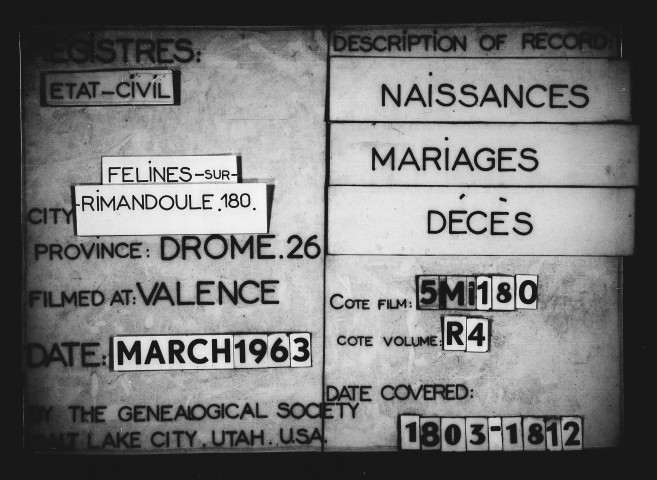 REGISTRES:
ETAT-CIVIL
FELINES-SUR-
RIMANDOULE.180.
CITY
PROVINCE: DROME.26
FILMED AT: VALENCE
DATE: MARCH 1963
BY THE GENEALOGICAL SOCIETY
SALT LAKE CITY. UTAH. U.S.A.
DESCRIPTION OF RECORD:
NAISSANCES
MARIAGES
DÉCÈS
COTE FILM: 5Mi180
COTE VOLUME: R4
DATE COVERED:
1803-1812